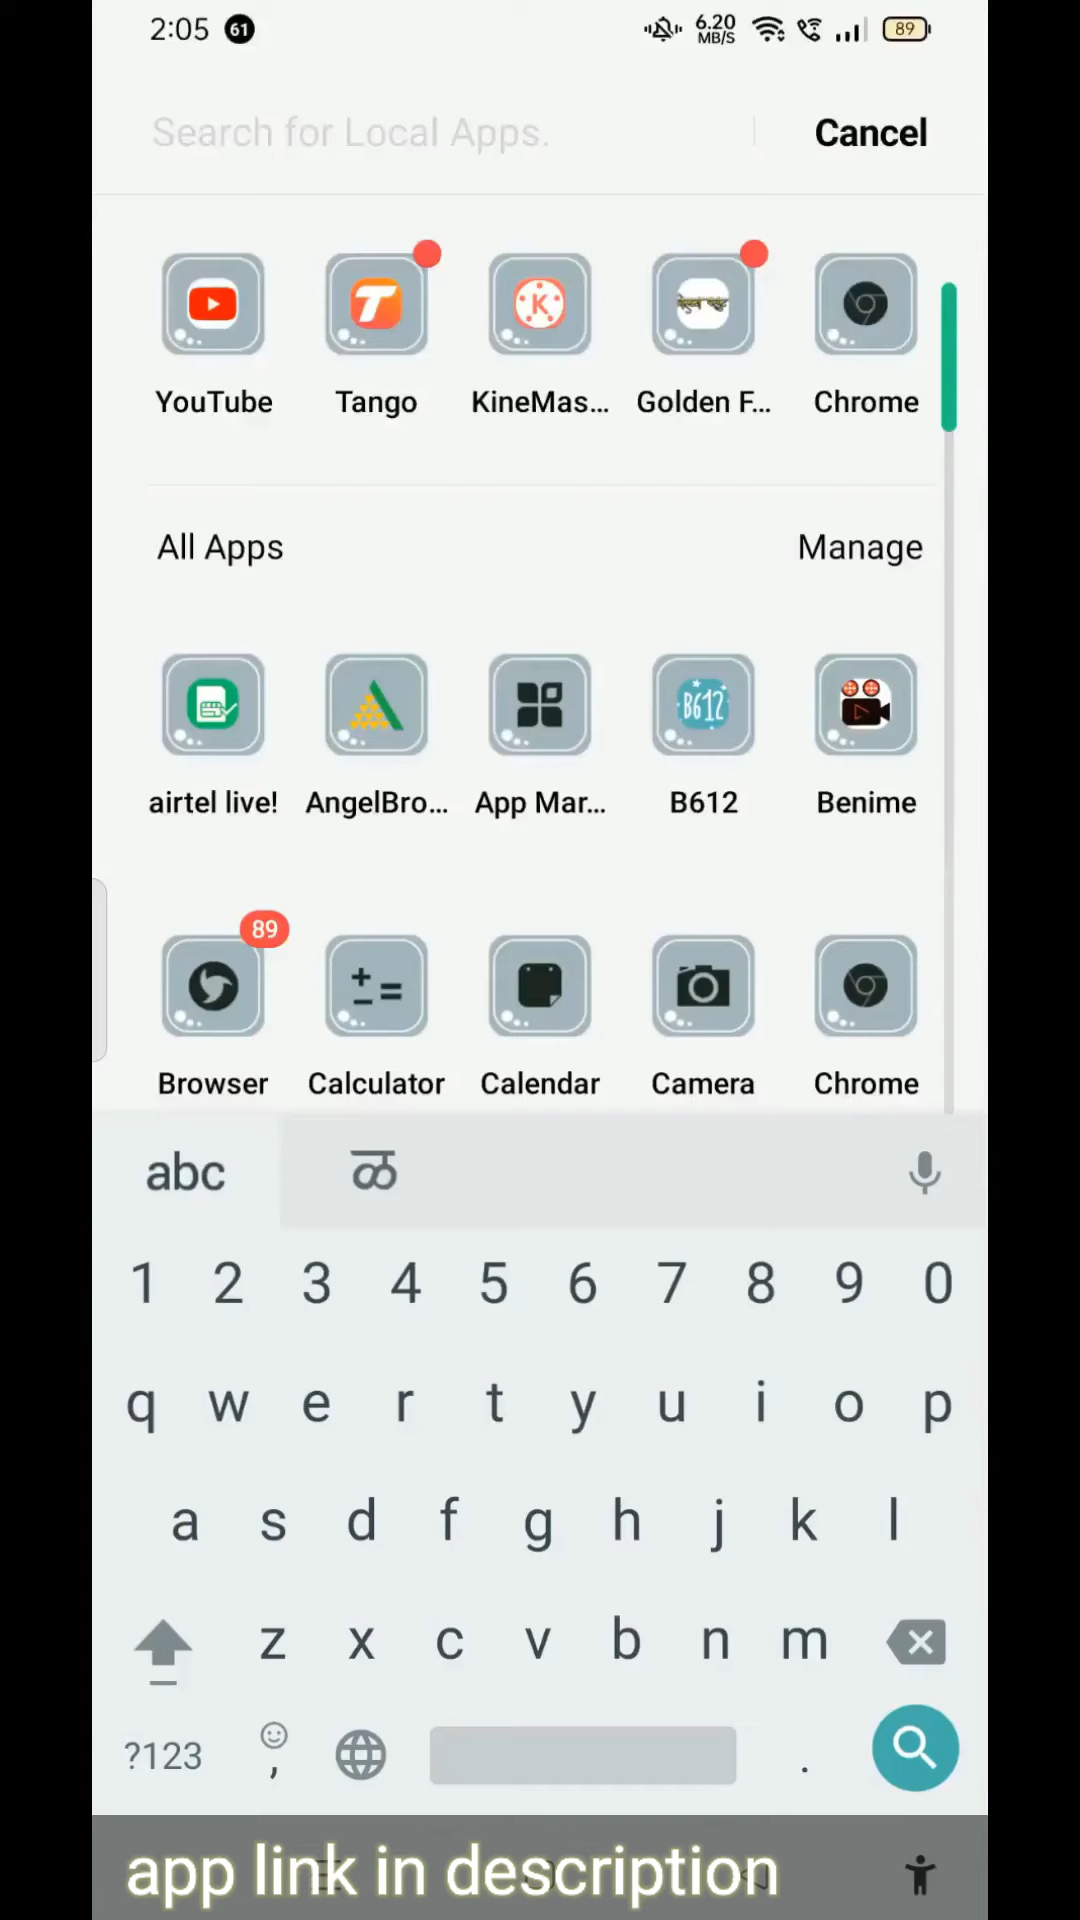 2:05 61 6.20 MB/S 89
Search for Local Apps. Cancel
YouTube Tango KineMas... Golden F... Chrome
All Apps Manage
B612
airtel live! AngelBro... App Mar... B612 Benime
89
Browser Calculator Calendar Camera Chrome
abc ळ
1 2 3 4 5 6 7 8 9 0
q w e r t y u i o p
a s d f g h j k l
z x c v b n m
?123 , .
app link in description